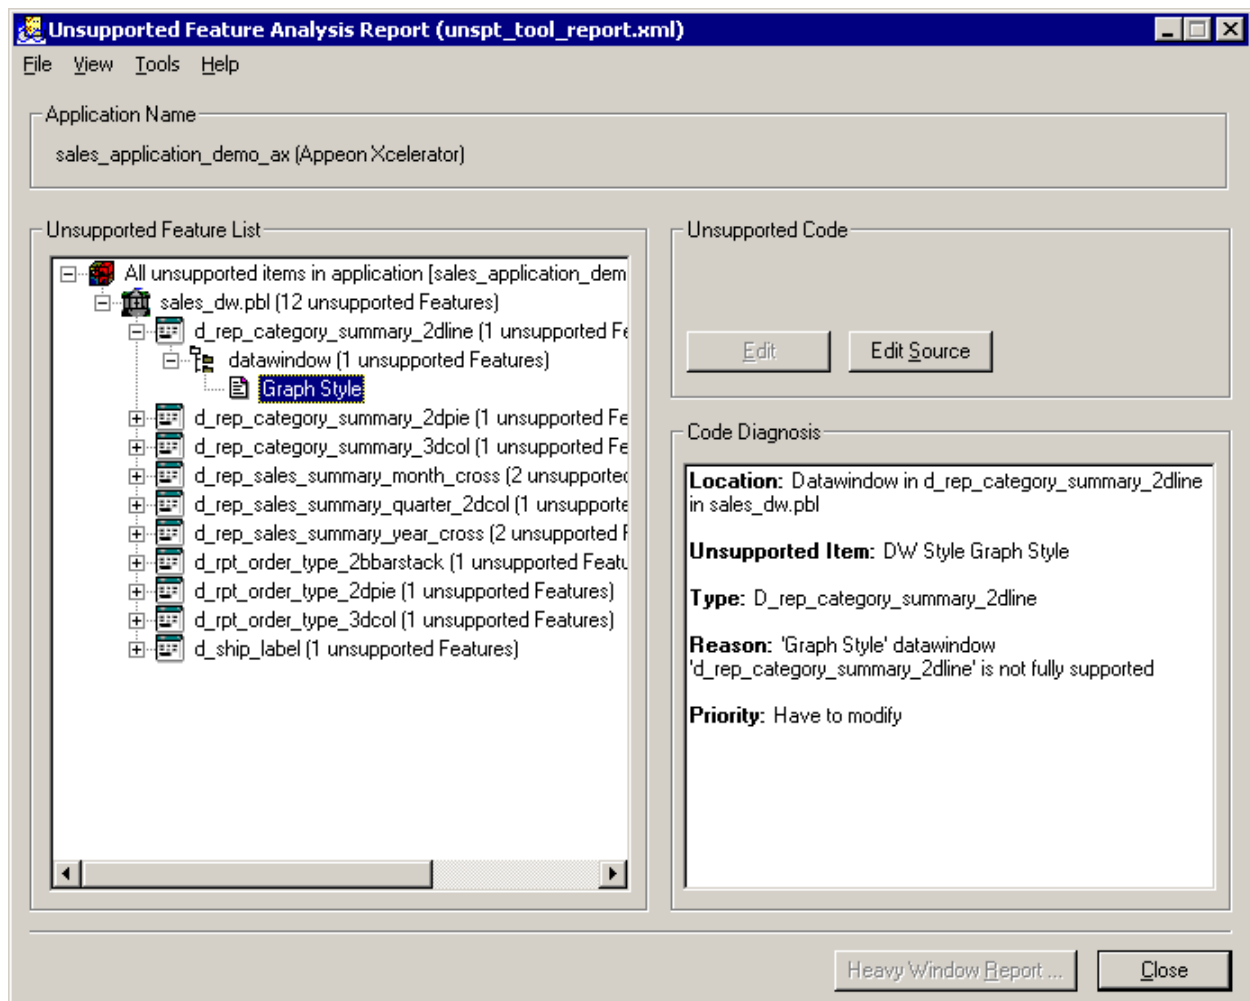 Unsupported Feature Analysis Report (unspt_tool_report.xml)
File View Tools Help
Application Name
sales_application_demo_ax (Appeon Xcelerator)
Unsupported Feature List
All unsupported items in application [sales_application_dem
sales_dw.pbl (12 unsupported Features)
d_rep_category_summary_2dline (1 unsupported Fe
datawindow (1 unsupported Features)
Graph Style
d_rep_category_summary_2dpie (1 unsupported Fe
d_rep_category_summary_3dcol (1 unsupported Fe
d_rep_sales_summary_month_cross (2 unsupported
d_rep_sales_summary_quarter_2dcol (1 unsupporte
d_rep_sales_summary_year_cross (2 unsupported F
d_rpt_order_type_2bbarstack (1 unsupported Featu
d_rpt_order_type_2dpie (1 unsupported Features)
d_rpt_order_type_3dcol (1 unsupported Features)
d_ship_label (1 unsupported Features)
Unsupported Code
Edit Edit Source
Code Diagnosis
Location: Datawindow in d_rep_category_summary_2dline
in sales_dw.pbl
Unsupported Item: DW Style Graph Style
Type: D_rep_category_summary_2dline
Reason: 'Graph Style' datawindow
'd_rep_category_summary_2dline' is not fully supported
Priority: Have to modify
Heavy Window Report ... Close